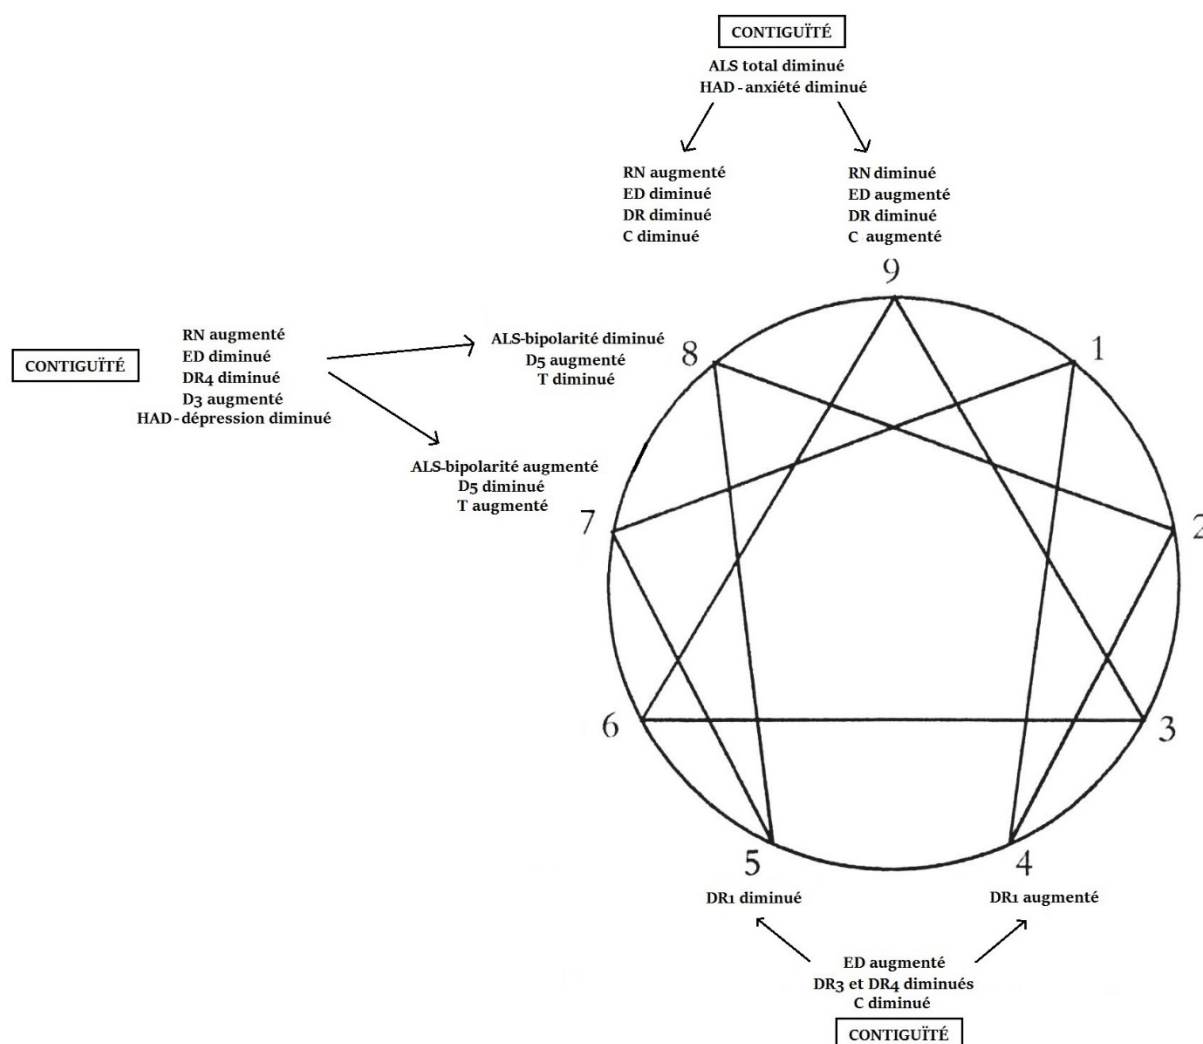 CONTIGUÏTÉ
ALS total diminué
HAD - anxiété diminué
RN augmenté
ED diminué
DR diminué
C diminué
RN diminué
ED augmenté
DR diminué
C augmenté
9
CONTIGUÏTÉ
RN augmenté
ED diminué
DR4 diminué
D3 augmenté
HAD - dépression diminué
ALS-bipolarité diminué
D5 augmenté
T diminué
8
1
ALS-bipolarité augmenté
D5 diminué
T augmenté
7
2
6
3
5
4
DR1 diminué
DR1 augmenté
ED augmenté
DR3 et DR4 diminués
C diminué
CONTIGUÏTÉ